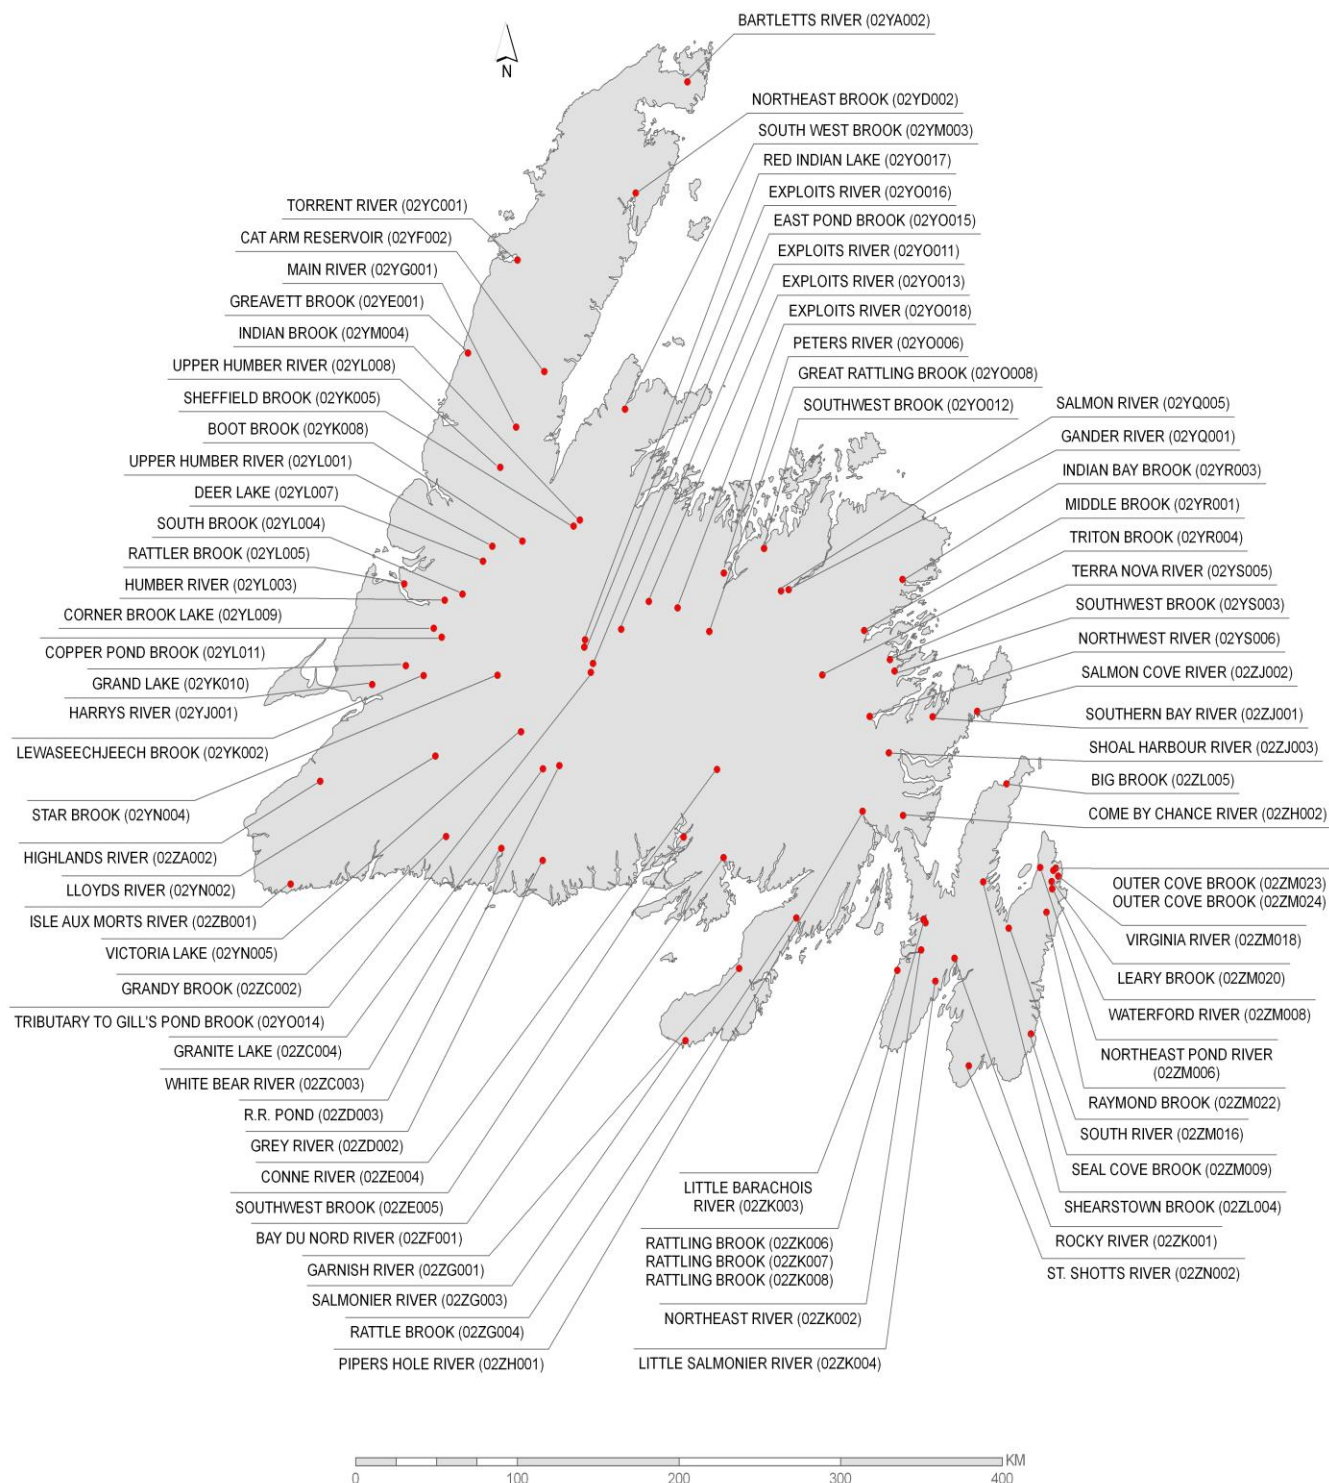 BARTLETTS RIVER (02YA002)
N
NORTHEAST BROOK (02YD002)
SOUTH WEST BROOK (02YM003)
RED INDIAN LAKE (02YO017)
EXPLOITS RIVER (02YO016)
EAST POND BROOK (02YO015)
EXPLOITS RIVER (02YO011)
EXPLOITS RIVER (02YO013)
EXPLOITS RIVER (02YO018)
PETERS RIVER (02YO006)
GREAT RATTLING BROOK (02YO008)
SOUTHWEST BROOK (02YO012)
TORRENT RIVER (02YC001)
CAT ARM RESERVOIR (02YF002)
MAIN RIVER (02YG001)
GREAVETT BROOK (02YE001)
INDIAN BROOK (02YM004)
UPPER HUMBER RIVER (02YL008)
SHEFFIELD BROOK (02YK005)
BOOT BROOK (02YK008)
UPPER HUMBER RIVER (02YL001)
DEER LAKE (02YL007)
SOUTH BROOK (02YL004)
RATTLER BROOK (02YL005)
HUMBER RIVER (02YL003)
CORNER BROOK LAKE (02YL009)
COPPER POND BROOK (02YL011)
GRAND LAKE (02YK010)
HARRYS RIVER (02YJ001)
LEWASEECHJEECH BROOK (02YK002)
STAR BROOK (02YN004)
HIGHLANDS RIVER (02ZA002)
LLOYDS RIVER (02YN002)
ISLE AUX MORTS RIVER (02ZB001)
VICTORIA LAKE (02YN005)
GRANDY BROOK (02ZC002)
TRIBUTARY TO GILL'S POND BROOK (02YO014)
GRANITE LAKE (02ZC004)
WHITE BEAR RIVER (02ZC003)
R.R. POND (02ZD003)
GREY RIVER (02ZD002)
CONNE RIVER (02ZE004)
SOUTHWEST BROOK (02ZE005)
BAY DU NORD RIVER (02ZF001)
GARNISH RIVER (02ZG001)
SALMONIER RIVER (02ZG003)
RATTLE BROOK (02ZG004)
PIPERS HOLE RIVER (02ZH001)
SALMON RIVER (02YQ005)
GANDER RIVER (02YQ001)
INDIAN BAY BROOK (02YR003)
MIDDLE BROOK (02YR001)
TRITON BROOK (02YR004)
TERRA NOVA RIVER (02YS005)
SOUTHWEST BROOK (02YS003)
NORTHWEST RIVER (02YS006)
SALMON COVE RIVER (02ZJ002)
SOUTHERN BAY RIVER (02ZJ001)
SHOAL HARBOUR RIVER (02ZJ003)
BIG BROOK (02ZL005)
COME BY CHANCE RIVER (02ZH002)
OUTER COVE BROOK (02ZM023)
OUTER COVE BROOK (02ZM024)
VIRGINIA RIVER (02ZM018)
LEARY BROOK (02ZM020)
WATERFORD RIVER (02ZM008)
NORTHEAST POND RIVER
(02ZM006)
RAYMOND BROOK (02ZM022)
SOUTH RIVER (02ZM016)
SEAL COVE BROOK (02ZM009)
SHEARSTOWN BROOK (02ZL004)
ROCKY RIVER (02ZK001)
ST. SHOTTS RIVER (02ZN002)
LITTLE BARACHOIS
RIVER (02ZK003)
RATTLING BROOK (02ZK006)
RATTLING BROOK (02ZK007)
RATTLING BROOK (02ZK008)
NORTHEAST RIVER (02ZK002)
LITTLE SALMONIER RIVER (02ZK004)
KM
0 100 200 300 400